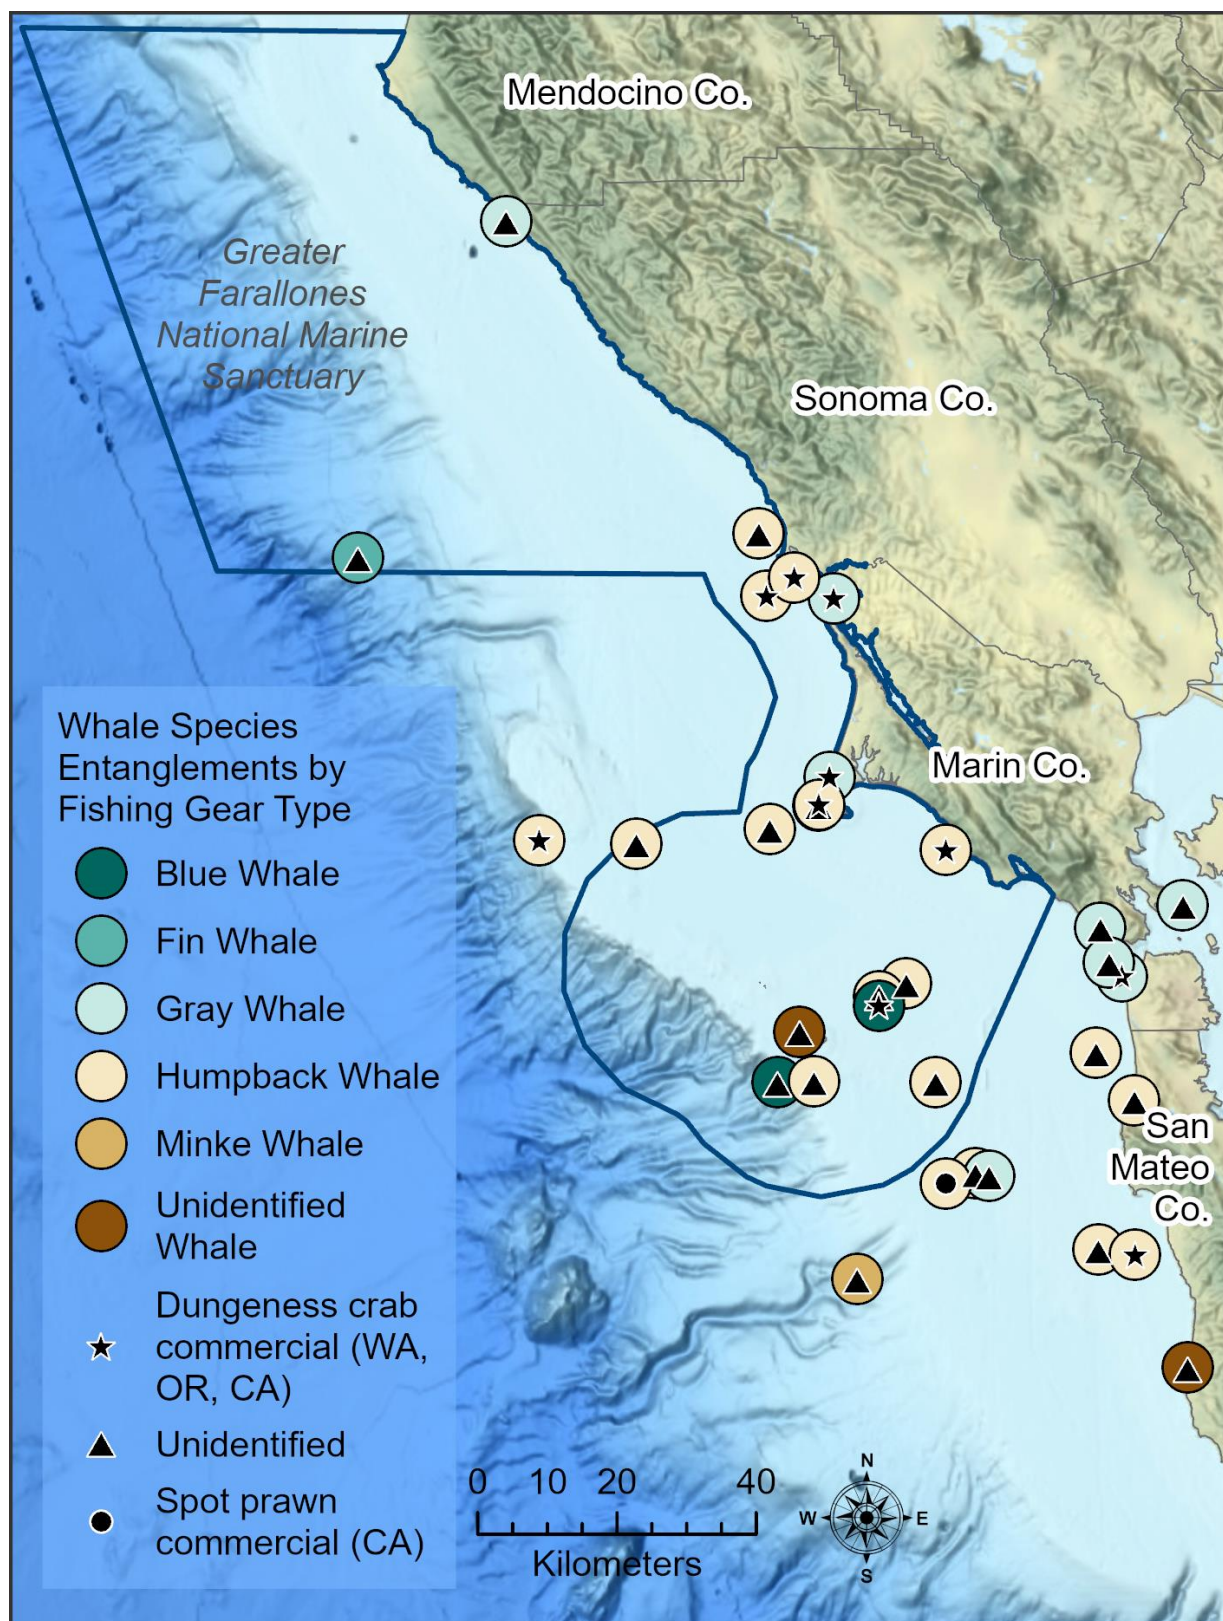 Mendocino Co.
Greater
Farallones
National Marine
Sanctuary
Sonoma Co.
Marin Co.
San
Mateo
Co.
Whale Species
Entanglements by
Fishing Gear Type
Blue Whale
Fin Whale
Gray Whale
Humpback Whale
Minke Whale
Unidentified
Whale
Dungeness crab
commercial (WA,
OR, CA)
Unidentified
Spot prawn
commercial (CA)
0 10 20 40
Kilometers
N
W E
S